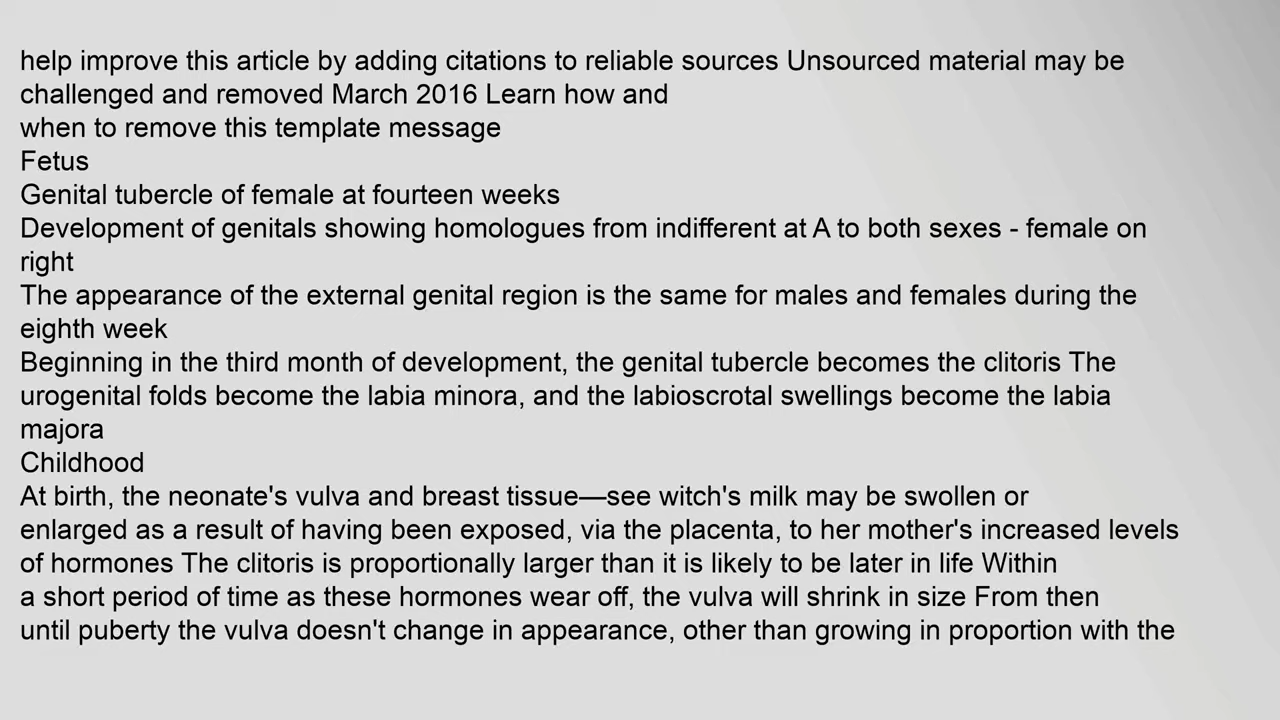 help improve this article by adding citations to reliable sources Unsourced material may be
challenged and removed March 2016 Learn how and
when to remove this template message
Fetus
Genital tubercle of female at fourteen weeks
Development of genitals showing homologues from indifferent at A to both sexes - female on
right
The appearance of the external genital region is the same for males and females during the
eighth week
Beginning in the third month of development, the genital tubercle becomes the clitoris The
urogenital folds become the labia minora, and the labioscrotal swellings become the labia
majora
Childhood
At birth, the neonate's vulva and breast tissue—see witch's milk may be swollen or
enlarged as a result of having been exposed, via the placenta, to her mother's increased levels
of hormones The clitoris is proportionally larger than it is likely to be later in life Within
a short period of time as these hormones wear off, the vulva will shrink in size From then
until puberty the vulva doesn't change in appearance, other than growing in proportion with the